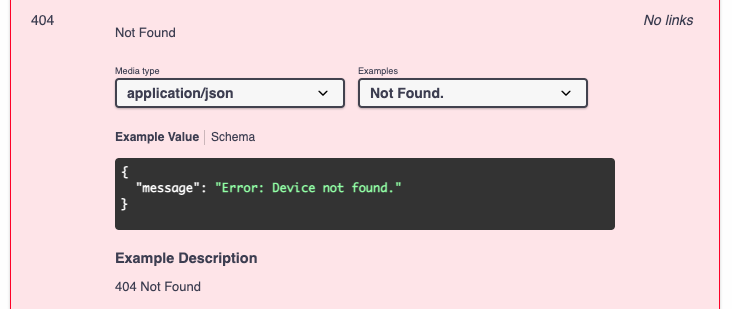 404
No links
Not Found
Media type
Examples
application/json
Not Found.
Example Value
Schema
{
"message": "Error: Device not found."
}
Example Description
404 Not Found